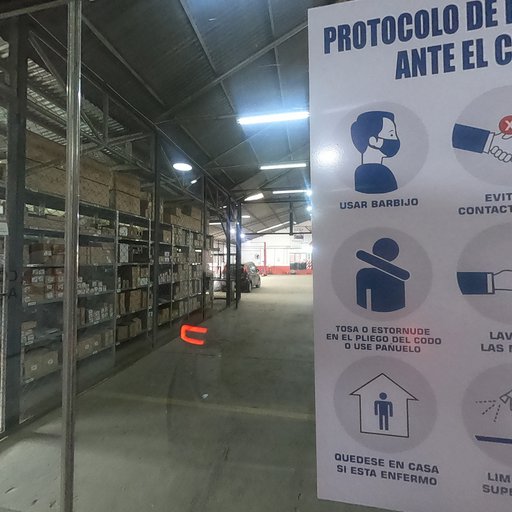 PROTOCOLO DE
ANTE EL C
USAR BARBIJO
EVIT
CONTACT
TOSA O ESTORNUDE
EN EL PLIEGO DEL CODO
O USE PAÑUELO
LAV
LAS
QUEDESE EN CASA
SI ESTA ENFERMO
LIM
SUPE